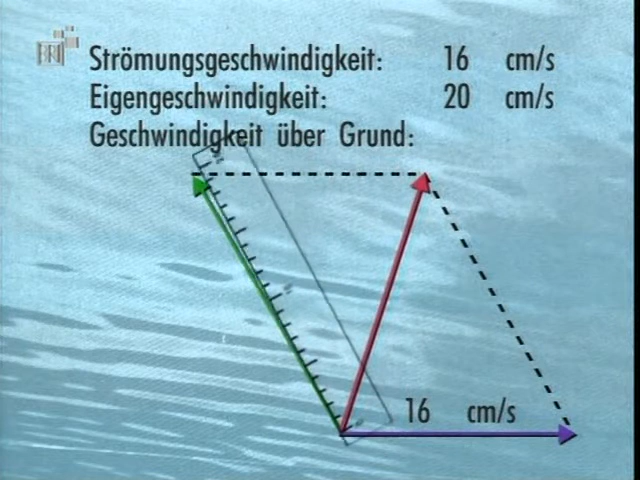 Strömungsgeschwindigkeit: 16 cm/s
Eigengeschwindigkeit: 20 cm/s
Geschwindigkeit über Grund:
16 cm/s